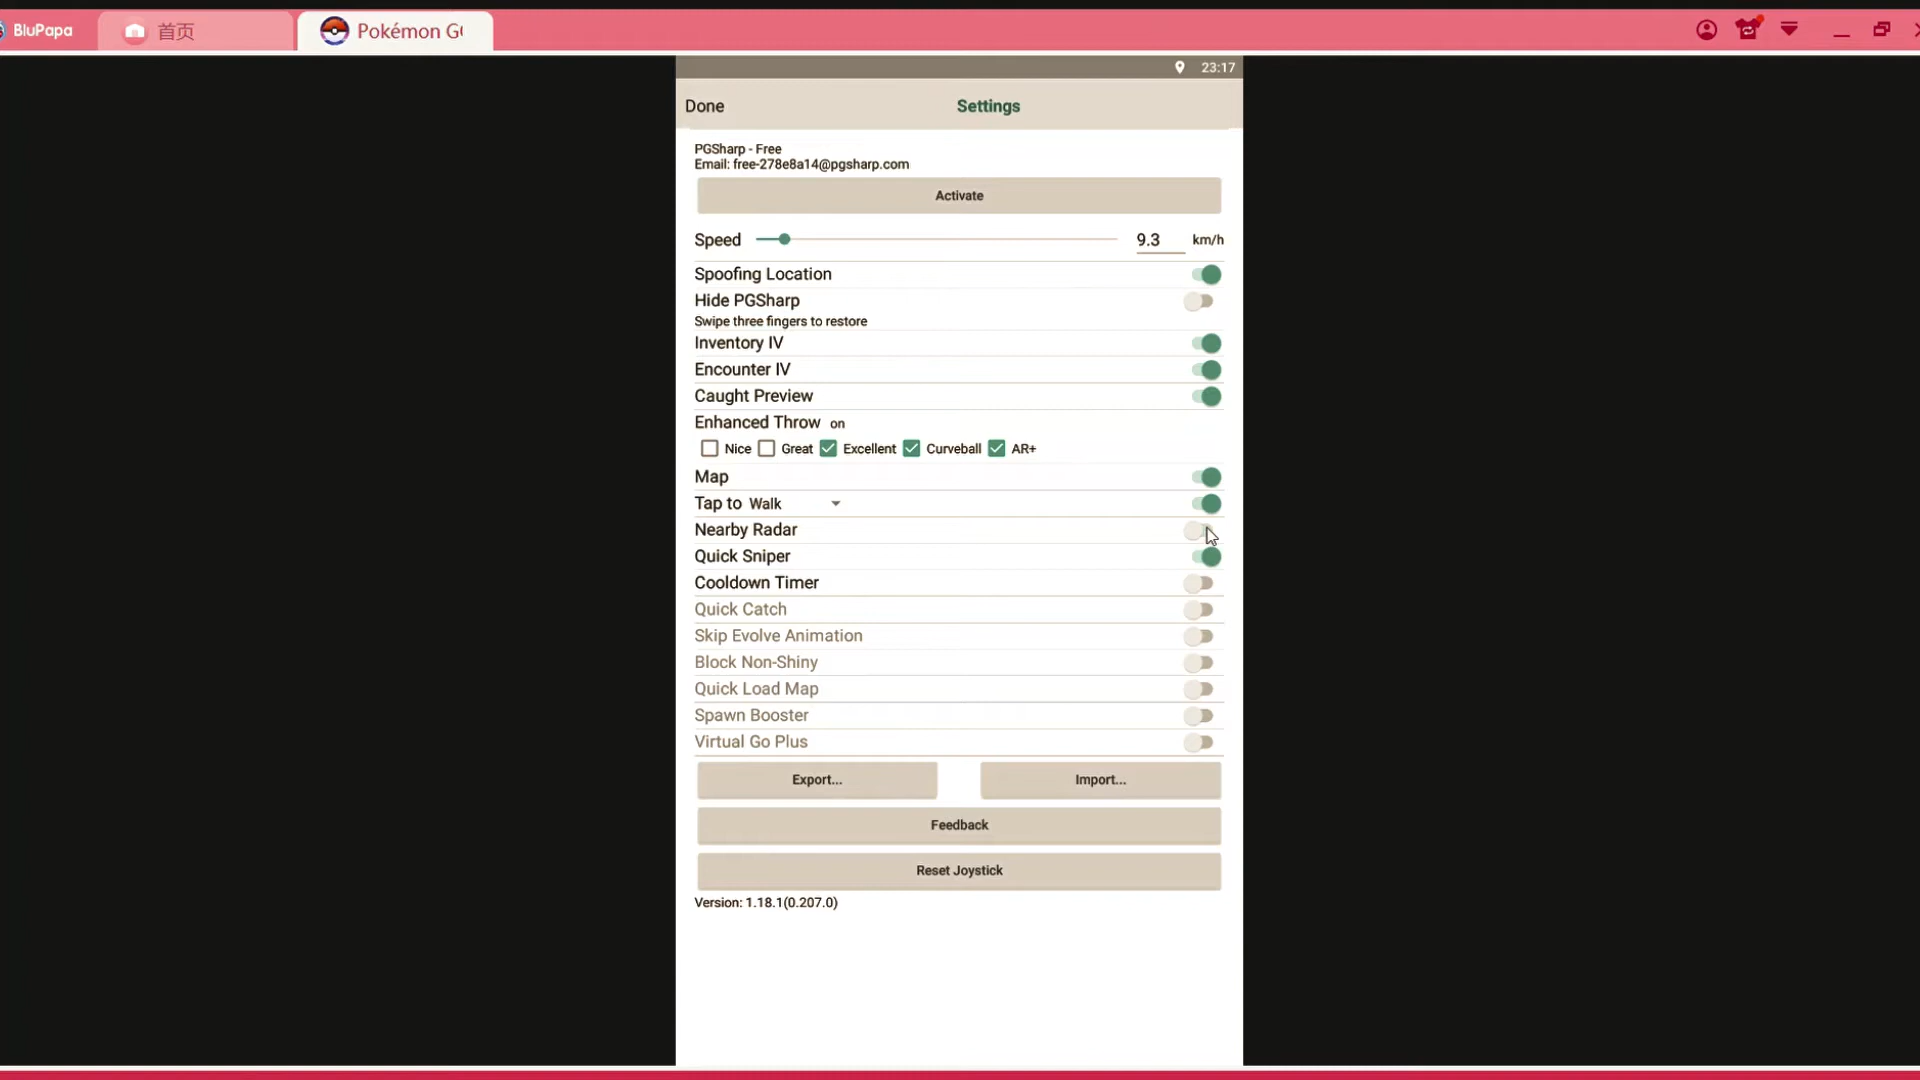 BluPapa
首页
Pokémon G
23:17
Done
Settings
PGSharp - Free
Email: free-278e8a14@pgsharp.com
Activate
Speed 9.3 km/h
Spoofing Location
Hide PGSharp
Swipe three fingers to restore
Inventory IV
Encounter IV
Caught Preview
Enhanced Throw on
Nice Great Excellent Curveball AR+
Map
Tap to Walk
Nearby Radar
Quick Sniper
Cooldown Timer
Quick Catch
Skip Evolve Animation
Block Non-Shiny
Quick Load Map
Spawn Booster
Virtual Go Plus
Export... Import...
Feedback
Reset Joystick
Version: 1.18.1(0.207.0)